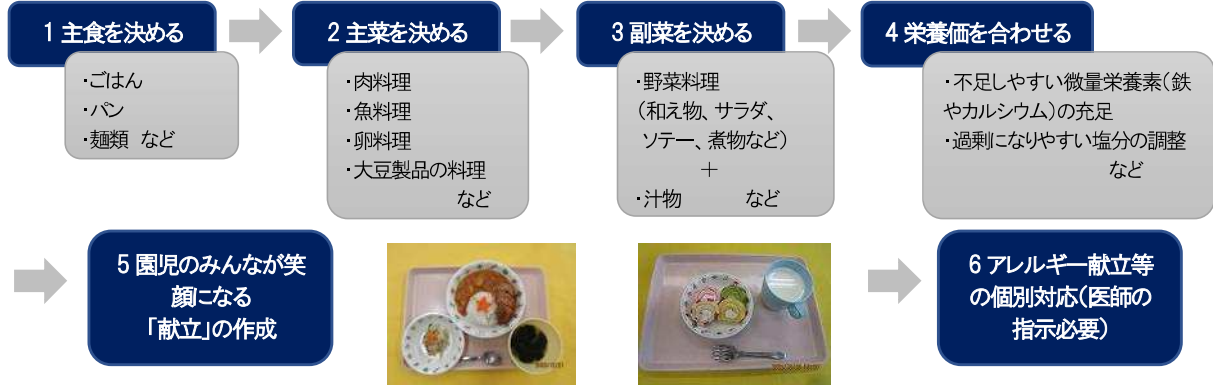 1 主食を決める
・ごはん
・パン
・麺類 など
2 主菜を決める
・肉料理
・魚料理
・卵料理
・大豆製品の料理
など
3 副菜を決める
・野菜料理
(和え物、サラダ、
ソテー、煮物など)
+
・汁物 など
4 栄養価を合わせる
・不足しやすい微量栄養素(鉄
やカルシウム)の充足
・過剰になりやすい塩分の調整
など
5 園児のみんなが笑
顔になる
「献立」の作成
6 アレルギー献立等
の個別対応(医師の
指示必要)